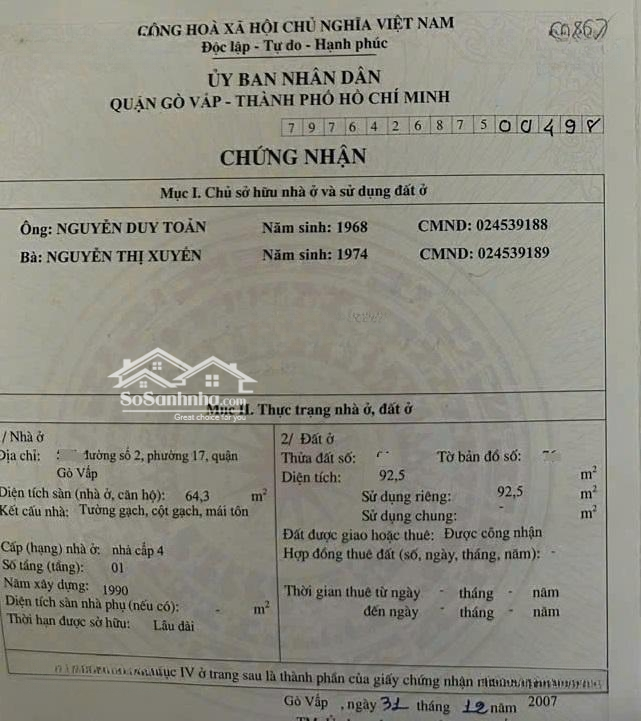 CỘNG HOÀ XÃ HỘI CHỦ NGHĨA VIỆT NAM
Độc lập - Tự do - Hạnh phúc
ỦY BAN NHÂN DÂN
QUẬN GÒ VẤP - THÀNH PHỐ HỒ CHÍ MINH
7 9 7 6 4 2 6 8 7 5 0 0 4 9 8
CHỨNG NHẬN
Mục I. Chủ sở hữu nhà ở và sử dụng đất ở
Ông: NGUYỄN DUY TOẢN Năm sinh: 1968 CMND: 024539188
Bà: NGUYỄN THỊ XUYẾN Năm sinh: 1974 CMND: 024539189
SoSanhnha.com
Great choice for you
Mục II. Thực trạng nhà ở, đất ở
/ Nhà ở
Địa chỉ: đường số 2, phường 17, quận
Gò Vấp
Diện tích sàn (nhà ở, căn hộ): 64,3 m²
Kết cấu nhà: Tường gạch, cột gạch, mái tôn
Cấp (hạng) nhà ở: nhà cấp 4
Số tầng (tầng): 01
Năm xây dựng: 1990
Diện tích sàn nhà phụ (nếu có): - m²
Thời hạn được sở hữu: Lâu dài
2/ Đất ở
Thửa đất số: Tờ bản đồ số:
Diện tích: 92,5 m²
Sử dụng riêng: 92,5 m²
Sử dụng chung: - m²
Đất được giao hoặc thuê: Được công nhận
Hợp đồng thuê đất (số, ngày, tháng, năm): -
Thời gian thuê từ ngày - tháng - năm
đến ngày - tháng - năm
Mục IV ở trang sau là thành phần của giấy chứng nhận
Gò Vấp , ngày 31 tháng 12 năm 2007